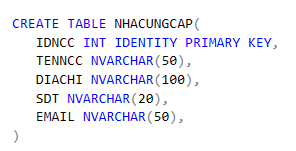 CREATE TABLE NHACUNGCAP(
    IDNCC INT IDENTITY PRIMARY KEY,
    TENNCC NVARCHAR(50),
    DIACHI NVARCHAR(100),
    SDT NVARCHAR(20),
    EMAIL NVARCHAR(50),
)